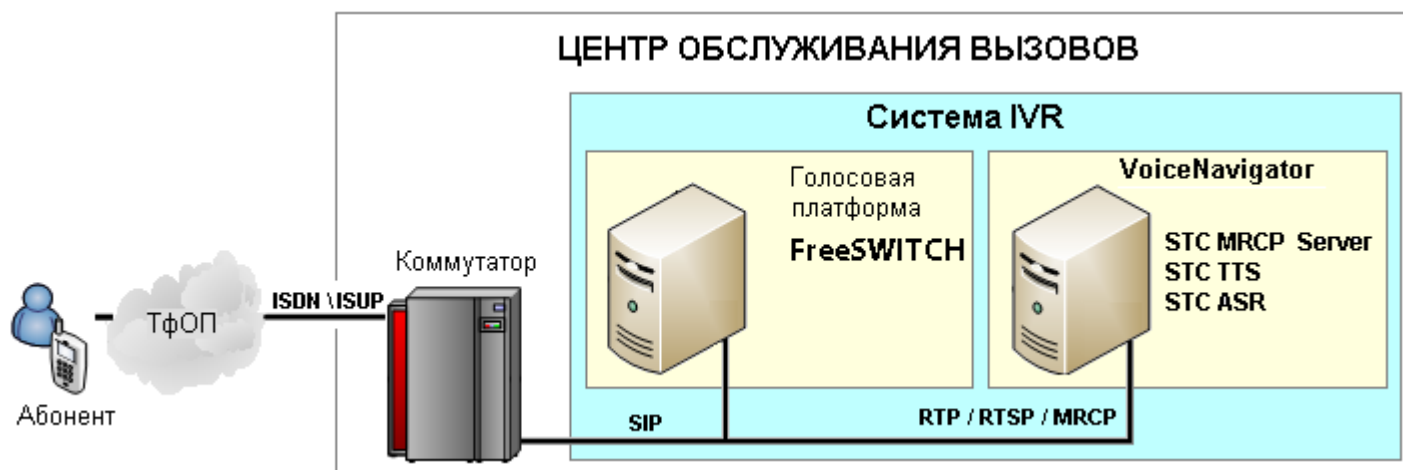 ЦЕНТР ОБСЛУЖИВАНИЯ ВЫЗОВОВ
Система IVR
Голосовая
платформа
FreeSWITCH
VoiceNavigator
STC MRCP Server
STC TTS
STC ASR
Коммутатор
ISDN \ ISUP
ТфОП
Абонент
SIP
RTP / RTSP / MRCP